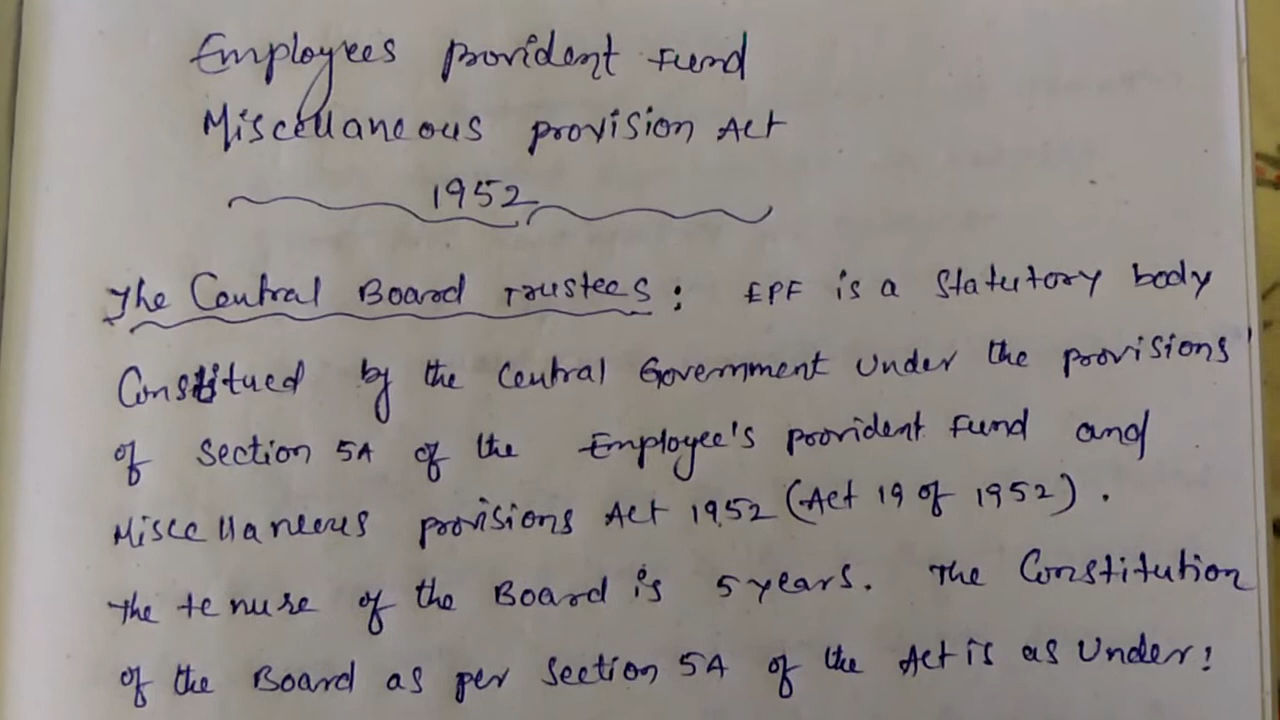 Employees provident Fund
Miscellaneous provision Act
1952
The Central Board Trustees : EPF is a Statutory body
Constitued by the Central Government under the provisions
of Section 5A of the Employee's provident Fund and
Miscellaneous provisions Act 1952 (Act 19 of 1952).
The tenure of the Board is 5 years. The Constitution
of the Board as per Section 5A of the Act is as Under: